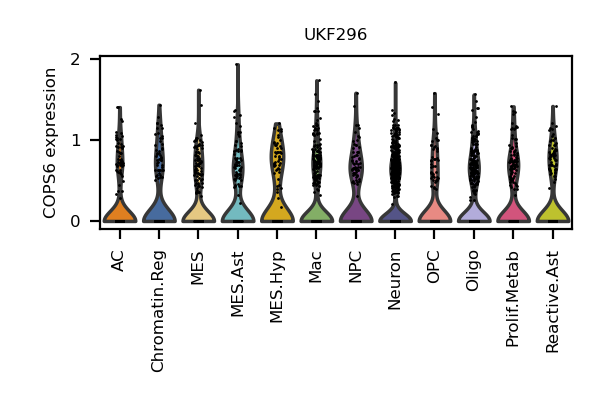 UKF296
COPS6 expression
2
1
0
AC
Chromatin.Reg
MES
MES.Ast
MES.Hyp
Mac
NPC
Neuron
OPC
Oligo
Prolif.Metab
Reactive.Ast